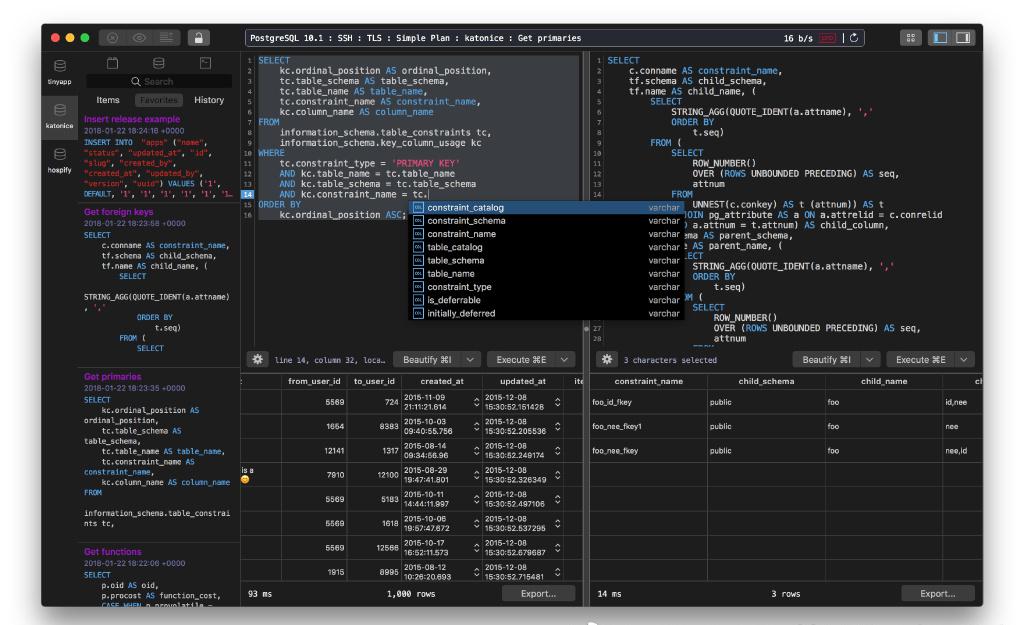 PostgreSQL 10.1 : SSH : TLS : Simple Plan : katonice : Get primaries
16 b/s
tinyapp
katonice
hospify
Search
Items Favorites History
Insert release example
2018-01-22 18:24:18 +0000
INSERT INTO "apps" ("name",
"status", "updated_at", "id",
"slug", "created_by",
"created_at", "updated_by",
"version", "uuid") VALUES ('1',
DEFAULT, '1', '1', '1', '1', '1…
Get foreign keys
2018-01-22 18:23:58 +0000
SELECT
c.conname AS constraint_name,
tf.schema AS child_schema,
tf.name AS child_name, (
SELECT
STRING_AGG(QUOTE_IDENT(a.attname)
, ','
ORDER BY
t.seq)
FROM (
SELECT
Get primaries
2018-01-22 18:23:35 +0000
SELECT
kc.ordinal_position AS
ordinal_position,
tc.table_schema AS
table_schema,
tc.table_name AS table_name,
tc.constraint_name AS
constraint_name,
kc.column_name AS column_name
FROM
information_schema.table_constrai
nts tc,
Get functions
2018-01-22 18:22:06 +0000
SELECT
p.oid AS oid,
p.procost AS function_cost,
CASE WHEN p.provolatile =
1 SELECT
2 kc.ordinal_position AS ordinal_position,
3 tc.table_schema AS table_schema,
4 tc.table_name AS table_name,
5 tc.constraint_name AS constraint_name,
6 kc.column_name AS column_name
7 FROM
8 information_schema.table_constraints tc,
9 information_schema.key_column_usage kc
10 WHERE
11 tc.constraint_type = 'PRIMARY KEY'
12 AND kc.table_name = tc.table_name
13 AND kc.table_schema = tc.table_schema
14 AND kc.constraint_name = tc.
15 ORDER BY
16 kc.ordinal_position ASC;
constraint_catalog varchar
constraint_schema varchar
constraint_name varchar
table_catalog varchar
table_schema varchar
table_name varchar
constraint_type varchar
is_deferrable varchar
initially_deferred varchar
line 14, column 32, loca… Beautify ⌘I Execute ⌘E
from_user_id to_user_id created_at updated_at ite
5569 724 2015-11-09 21:11:21.614 2015-12-08 15:30:52.151428
1654 8383 2015-10-03 09:40:55.756 2015-12-08 15:30:52.205536
12141 1317 2015-08-14 09:34:56.96 2015-12-08 15:30:52.249174
is a 😊 7910 12100 2015-08-29 19:47:41.801 2015-12-08 15:30:52.326349
5569 5183 2015-10-11 14:44:11.997 2015-12-08 15:30:52.497106
5569 1618 2015-10-06 19:57:47.672 2015-12-08 15:30:52.537295
5569 12566 2015-10-17 16:52:11.573 2015-12-08 15:30:52.679687
1915 8995 2015-08-12 10:26:20.693 2015-12-08 15:30:52.715481
93 ms 1,000 rows Export...
1 SELECT
2 c.conname AS constraint_name,
3 tf.schema AS child_schema,
4 tf.name AS child_name, (
5 SELECT
6 STRING_AGG(QUOTE_IDENT(a.attname), ','
7 ORDER BY
8 t.seq)
9 FROM (
10 SELECT
11 ROW_NUMBER()
12 OVER (ROWS UNBOUNDED PRECEDING) AS seq,
13 attnum
14 FROM
UNNEST(c.conkey) AS t (attnum)) AS t
JOIN pg_attribute AS a ON a.attrelid = c.conrelid
a.attnum = t.attnum) AS child_column,
AS parent_schema,
AS parent_name, (
STRING_AGG(QUOTE_IDENT(a.attname), ','
ORDER BY
t.seq)
(
SELECT
ROW_NUMBER()
27 OVER (ROWS UNBOUNDED PRECEDING) AS seq,
28 attnum
3 characters selected Beautify ⌘I Execute ⌘E
constraint_name child_schema child_name
foo_id_fkey public foo id,nee
foo_nee_fkey1 public foo nee
foo_nee_fkey public foo nee,id
14 ms 3 rows Export...